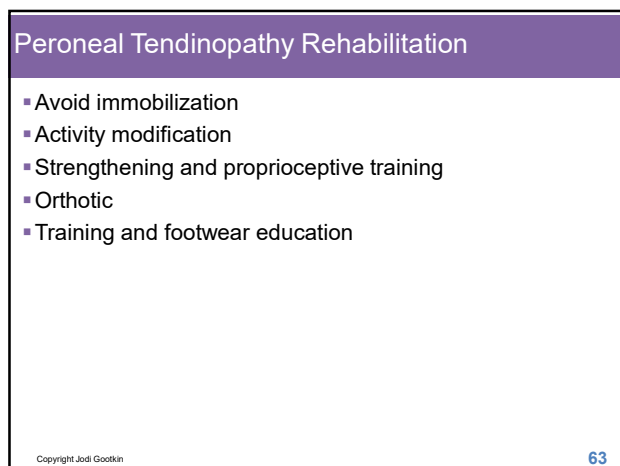 Peroneal Tendinopathy Rehabilitation
▪Avoid immobilization
▪Activity modification
▪Strengthening and proprioceptive training
▪Orthotic
▪Training and footwear education
Copyright Jodi Gootkin
63